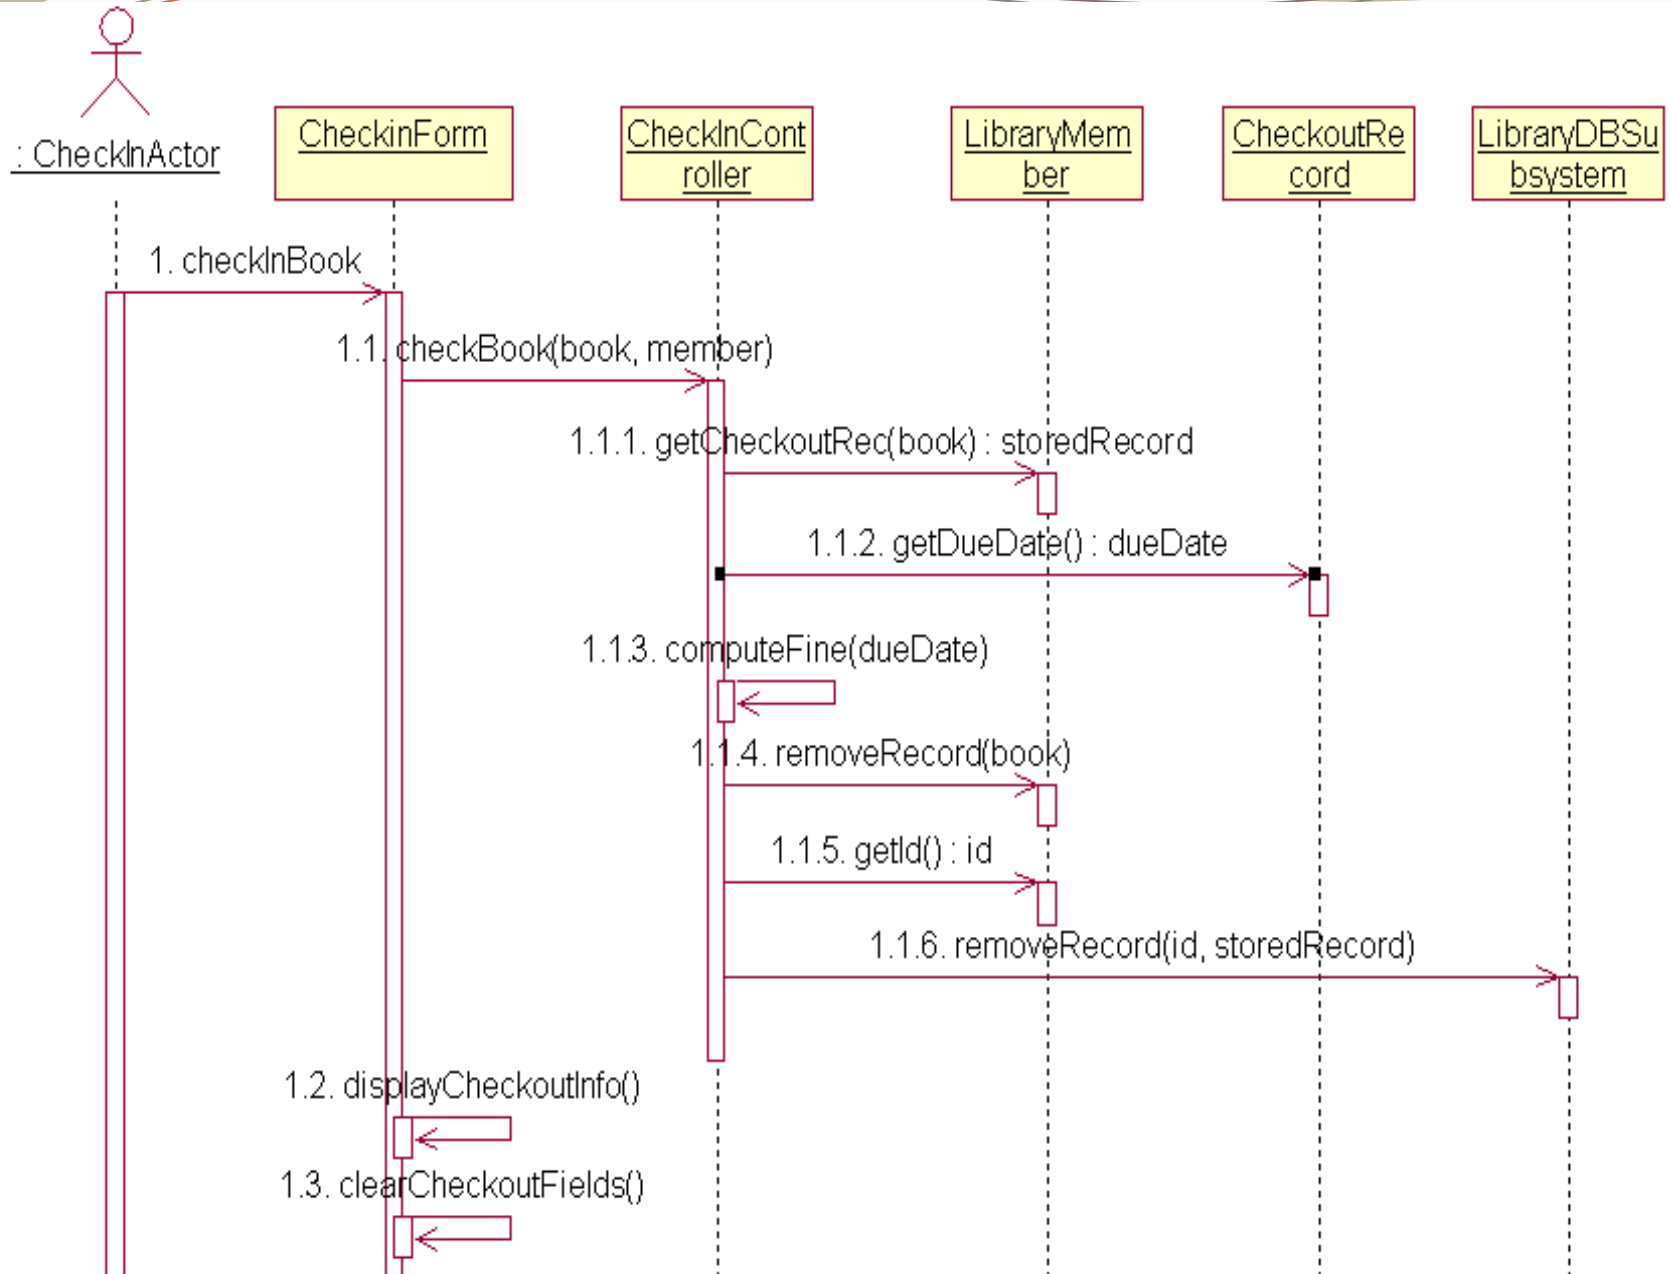 : CheckInActor
CheckinForm
CheckInCont
roller
LibraryMem
ber
CheckoutRe
cord
LibraryDBSu
bsystem
1. checkInBook
1.1. checkBook(book, member)
1.1.1. getCheckoutRec(book) : storedRecord
1.1.2. getDueDate() : dueDate
1.1.3. computeFine(dueDate)
1.1.4. removeRecord(book)
1.1.5. getId() : id
1.1.6. removeRecord(id, storedRecord)
1.2. displayCheckoutInfo()
1.3. clearCheckoutFields()